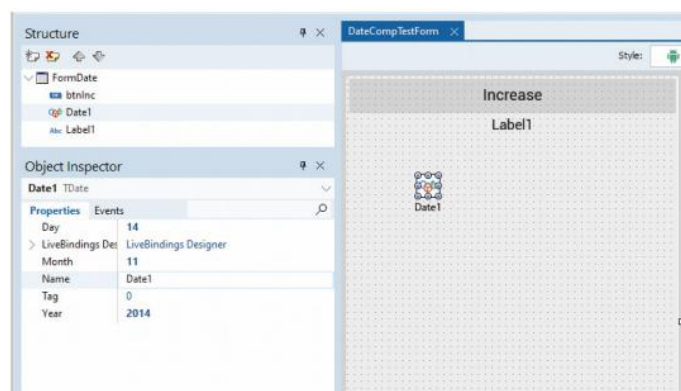 Structure
FormDate
btnInc
Date1
Abc Label1
Object Inspector
Date1 TDate
Properties Events
Day 14
LiveBindings Des LiveBindings Designer
Month 11
Name Date1
Tag 0
Year 2014
DateCompTestForm
Style:
Increase
Label1
Date1